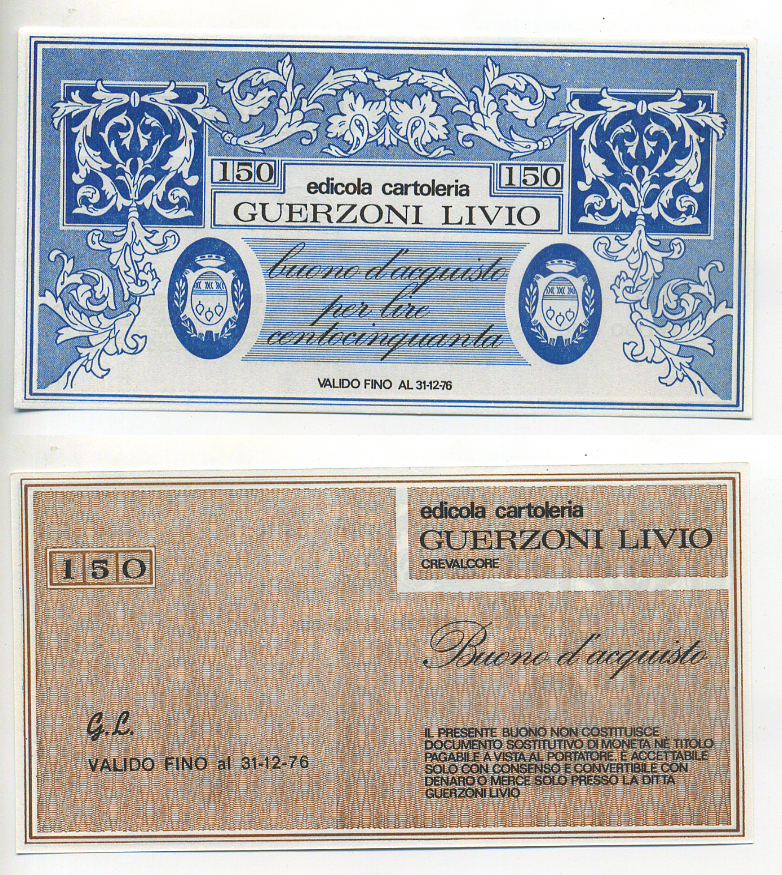 150
edicola cartoleria
150
GUERZONI LIVIO
buono d'acquisto
per lire
centocinquanta
VALIDO FINO AL 31-12-76
edicola cartoleria
GUERZONI LIVIO
CREVALCORE
150
Buono d'acquisto
G.L.
VALIDO FINO al 31-12-76
IL PRESENTE BUONO NON COSTITUISCE
DOCUMENTO SOSTITUTIVO DI MONETA NÈ TITOLO
PAGABILE A VISTA AL PORTATORE. È ACCETTABILE
SOLO CON CONSENSO E CONVERTIBILE CON
DENARO O MERCE SOLO PRESSO LA DITTA
GUERZONI LIVIO